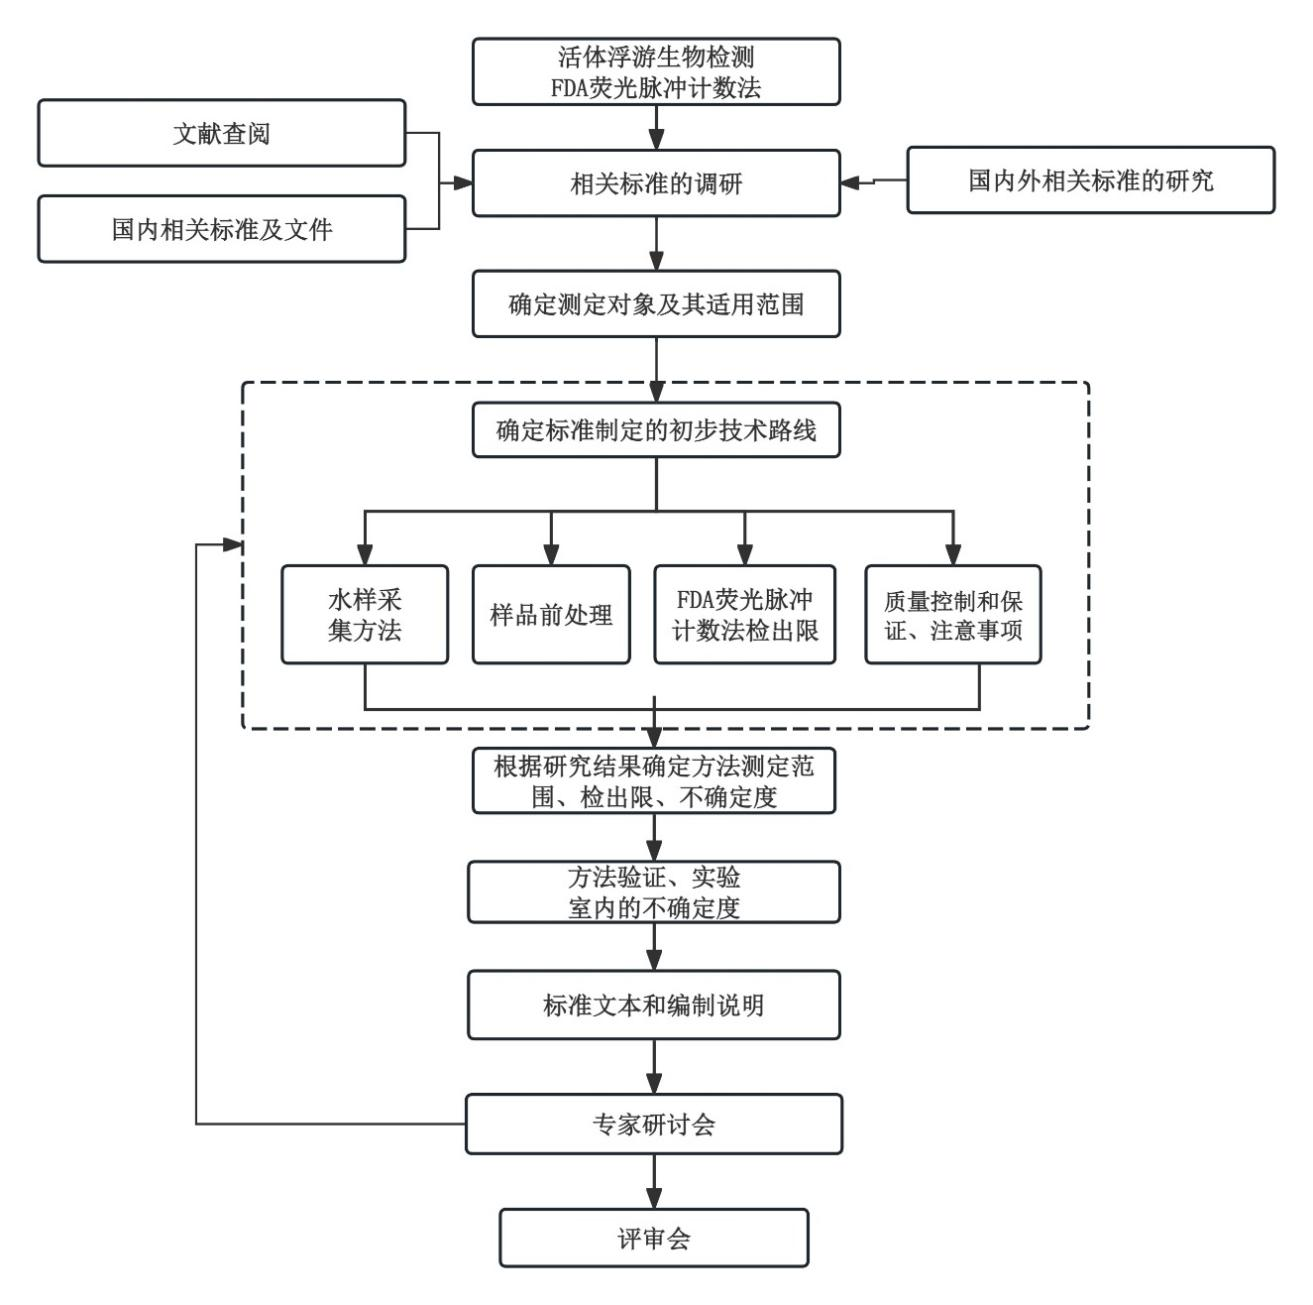 活体浮游生物检测
FDA荧光脉冲计数法
文献查阅
国内相关标准及文件
相关标准的调研
国内外相关标准的研究
确定测定对象及其适用范围
确定标准制定的初步技术路线
水样采
集方法
样品前处理
FDA荧光脉冲
计数法检出限
质量控制和保
证、注意事项
根据研究结果确定方法测定范
围、检出限、不确定度
方法验证、实验
室内的不确定度
标准文本和编制说明
专家研讨会
评审会